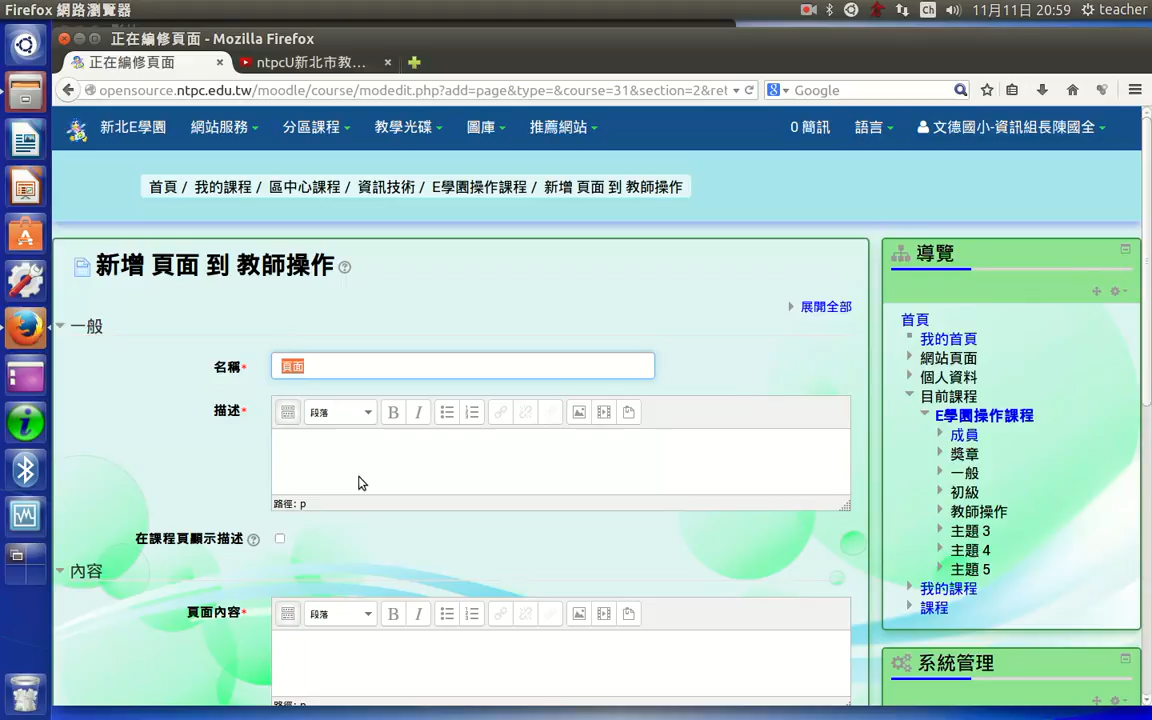 Firefox 網路瀏覽器
Ch
11月11日 20:59
teacher
正在編修頁面 - Mozilla Firefox
正在編修頁面
ntpcU新北市教...
opensource.ntpc.edu.tw/moodle/course/modedit.php?add=page&type=&course=31&section=2&ret
Google
新北E學園
網站服務
分區課程
教學光碟
圖庫
推薦網站
0 簡訊
語言
文德國小-資訊組長陳國全
首頁 / 我的課程 / 區中心課程 / 資訊技術 / E學園操作課程 / 新增 頁面 到 教師操作
新增 頁面 到 教師操作
展開全部
一般
名稱*
頁面
描述*
段落
B I
路徑: p
在課程頁顯示描述
內容
頁面內容*
段落
B I
路徑: p
導覽
首頁
我的首頁
網站頁面
個人資料
目前課程
E學園操作課程
成員
獎章
一般
初級
教師操作
主題 3
主題 4
主題 5
我的課程
課程
系統管理